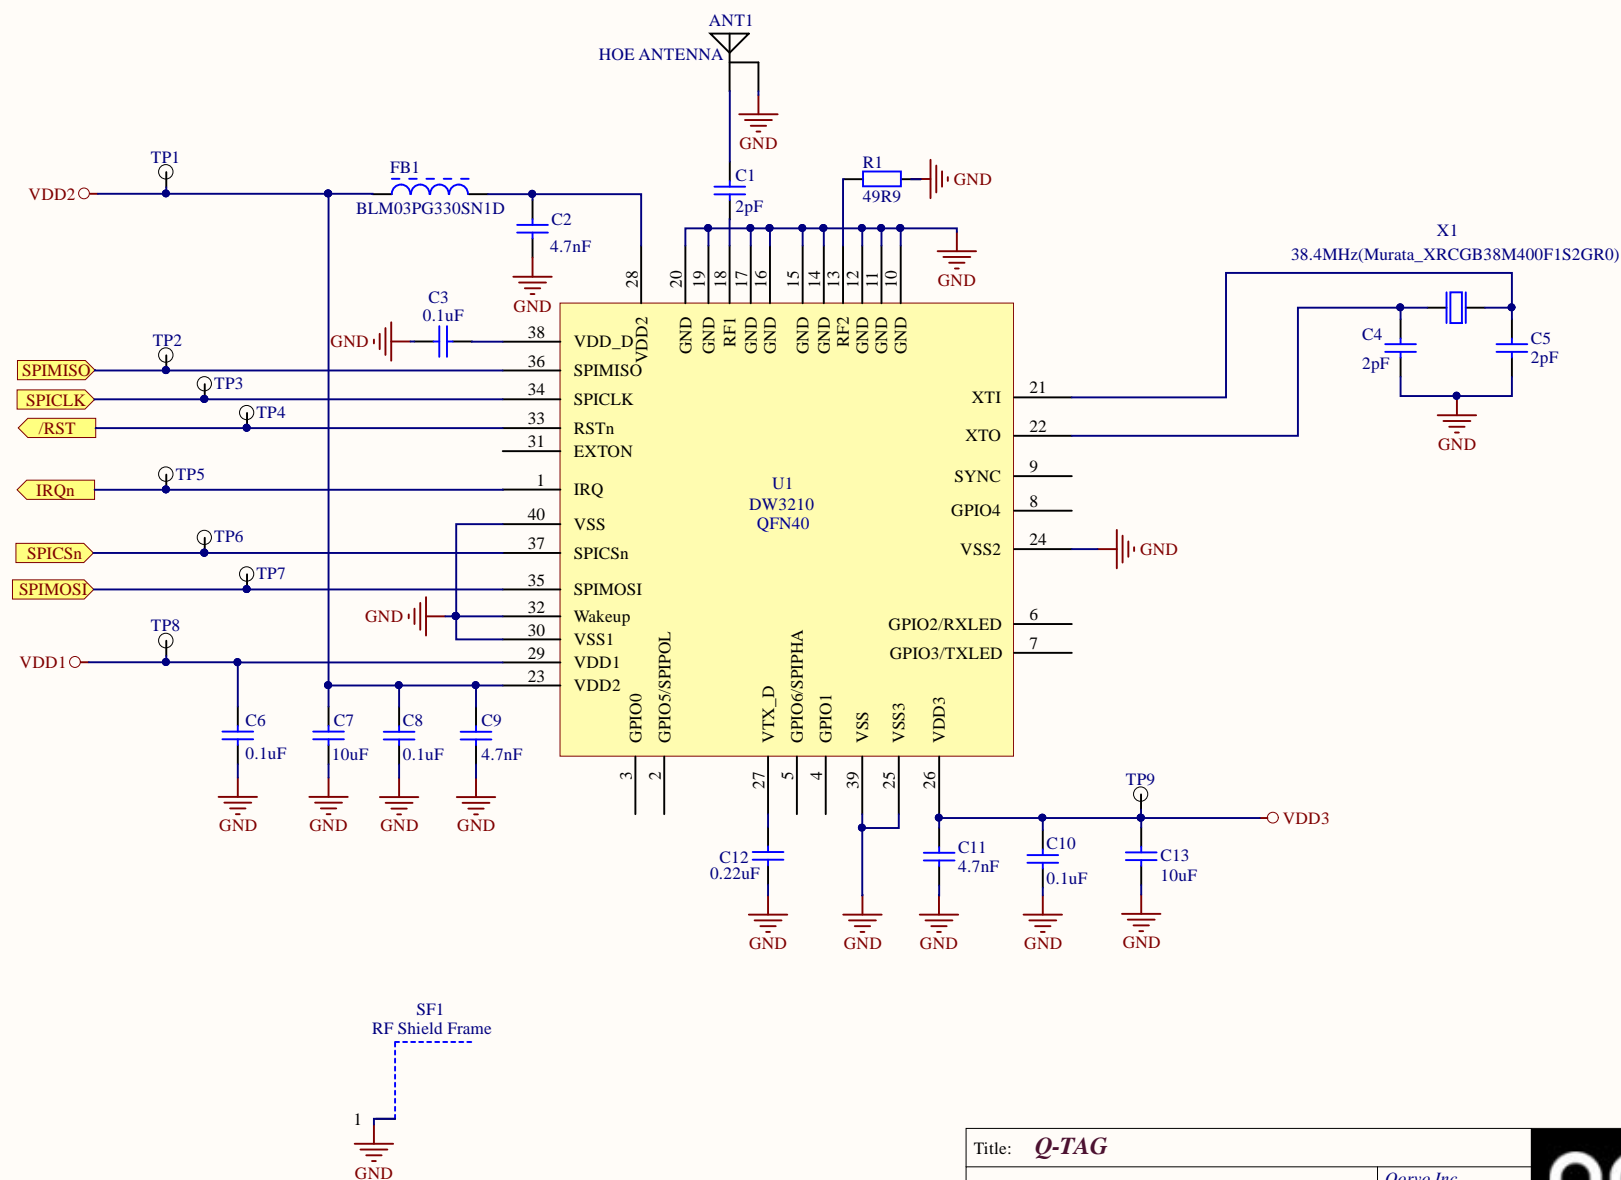 ANT1
HOE ANTENNA
GND
TP1
VDD2
FB1
BLM03PG330SN1D
C2
4.7nF
GND
C1
2pF
R1
49R9
GND
GND
X1
38.4MHz(Murata_XRCGB38M400F1S2GR0)
C4
2pF
C5
2pF
GND
28
20
19
18
17
16
15
14
13
12
11
10
VDD2
GND
GND
RF1
GND
GND
GND
GND
RF2
GND
GND
GND
C3
0.1uF
GND
38
VDD_D
TP2
SPIMISO
36
SPIMISO
TP3
SPICLK
34
SPICLK
TP4
/RST
33
RSTn
31
EXTON
TP5
IRQn
1
IRQ
40
VSS
TP6
SPICSn
37
SPICSn
TP7
SPIMOSI
35
SPIMOSI
GND
32
Wakeup
30
VSS1
TP8
VDD1
29
VDD1
23
VDD2
U1
DW3210
QFN40
XTI
21
XTO
22
SYNC
9
GPIO4
8
VSS2
24
GND
GPIO2/RXLED
6
GPIO3/TXLED
7
GPIO0
GPIO5/SPIPOL
VTX_D
GPIO6/SPIPHA
GPIO1
VSS
VSS3
VDD3
3
2
27
5
4
39
25
26
C6
0.1uF
GND
C7
10uF
GND
C8
0.1uF
GND
C9
4.7nF
GND
TP9
VDD3
C12
0.22uF
GND
GND
C11
4.7nF
GND
C10
0.1uF
GND
C13
10uF
GND
SF1
RF Shield Frame
1
GND
Title: Q-TAG